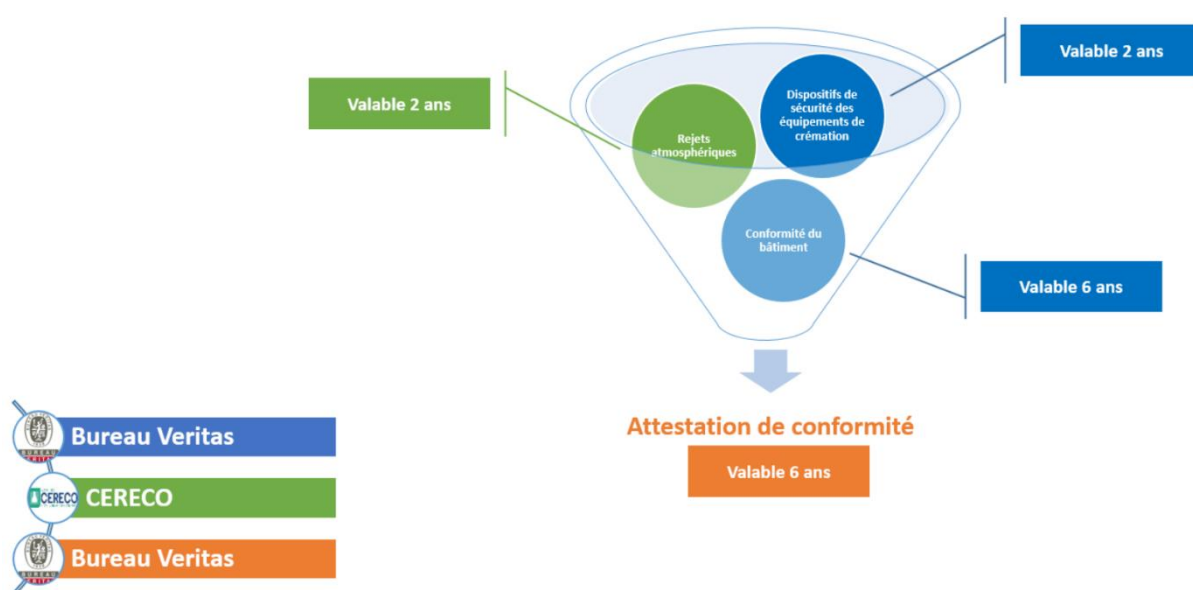 Valable 2 ans
Valable 2 ans
Dispositifs de
sécurité des
équipements de
crémation
Rejets
atmosphériques
Conformité du
bâtiment
Valable 6 ans
Attestation de conformité
Valable 6 ans
Bureau Veritas
CERECO
CERECO
Bureau Veritas